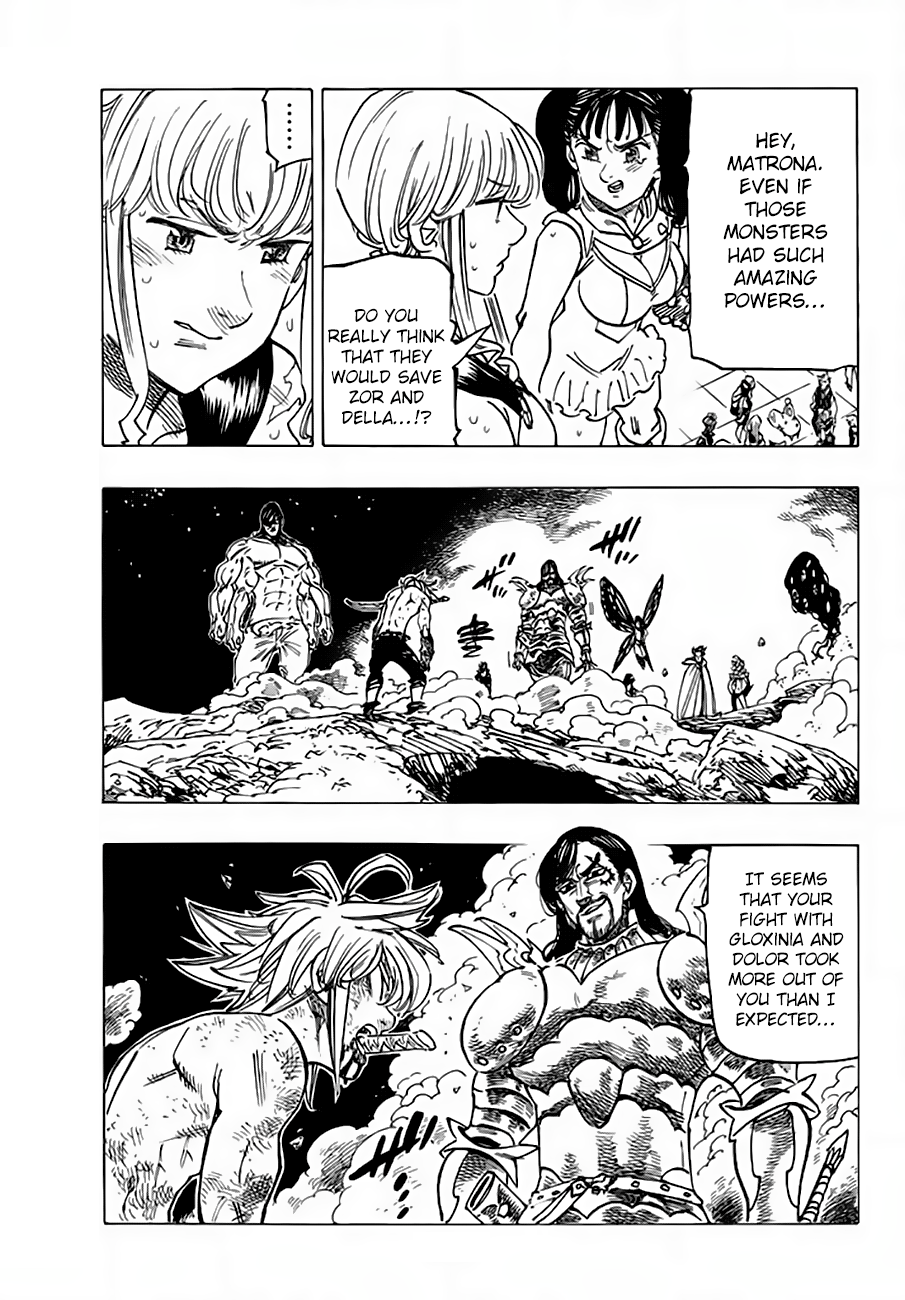 HEY,
MATRONA.
EVEN IF
THOSE
MONSTERS
HAD SUCH
AMAZING
POWERS...
DO YOU
REALLY THINK
THAT THEY
WOULD SAVE
ZOR AND
DELLA...!?
......
IT SEEMS
THAT YOUR
FIGHT WITH
GLOXINIA AND
DOLOR TOOK
MORE OUT OF
YOU THAN I
EXPECTED...